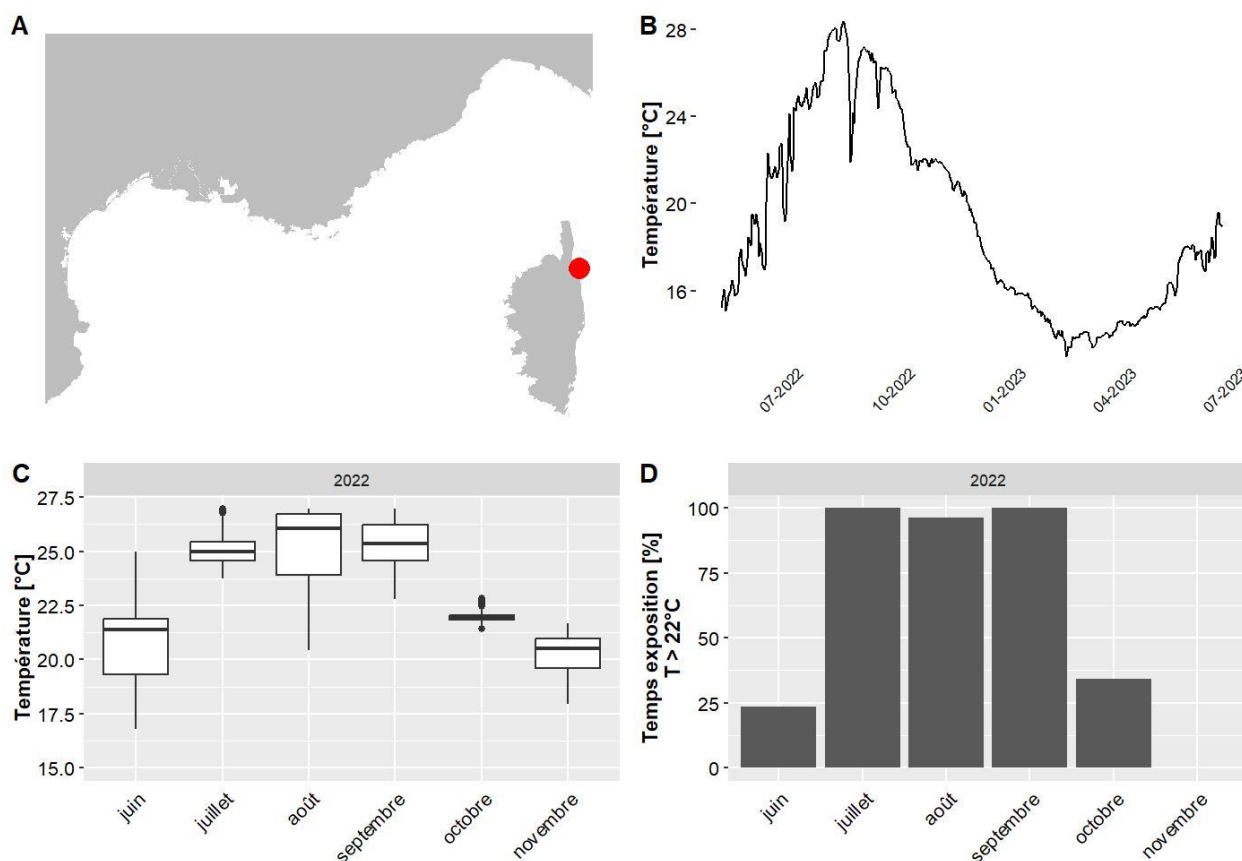 A
B
Température [°C]
28
24
20
16
07-2022
10-2022
01-2023
04-2023
07-2023
C
2022
Température [°C]
27.5
25.0
22.5
20.0
17.5
15.0
juin
juillet
août
septembre
octobre
novembre
D
2022
Temps exposition [%]
T > 22°C
100
75
50
25
0
juin
juillet
août
septembre
octobre
novembre